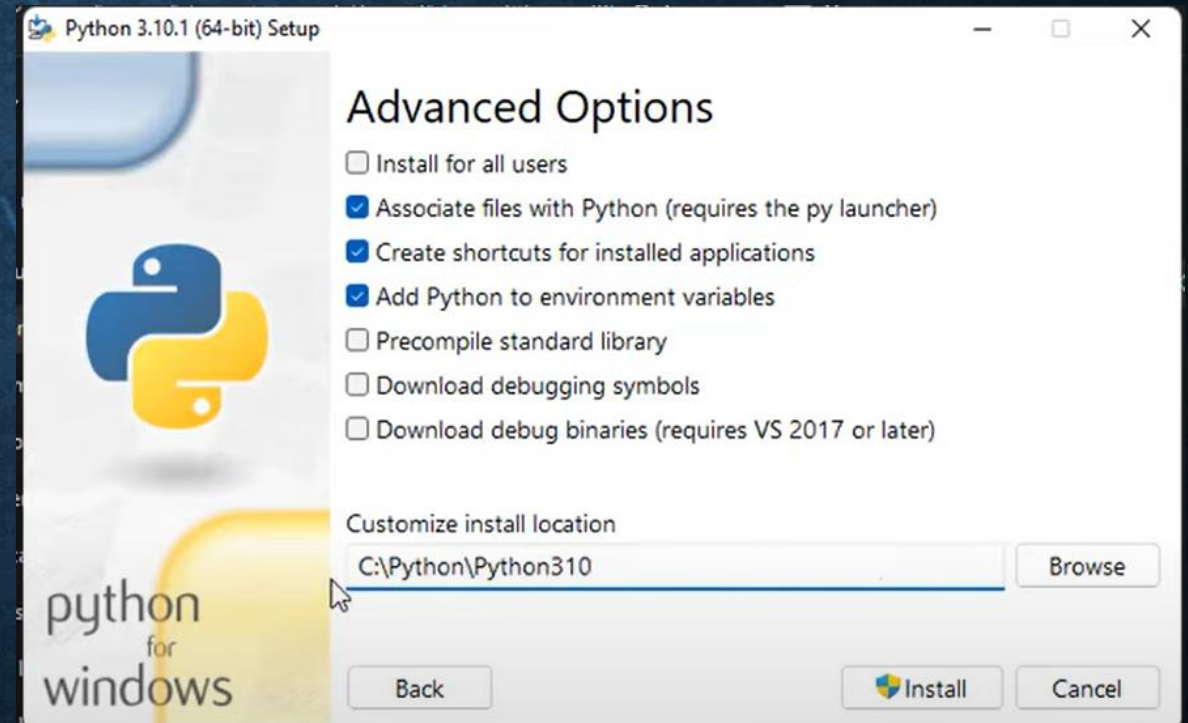 Python 3.10.1 (64-bit) Setup
Advanced Options
Install for all users
Associate files with Python (requires the py launcher)
Create shortcuts for installed applications
Add Python to environment variables
Precompile standard library
Download debugging symbols
Download debug binaries (requires VS 2017 or later)
Customize install location
C:\Python\Python310
Browse
python
for
windows
Back
Install
Cancel